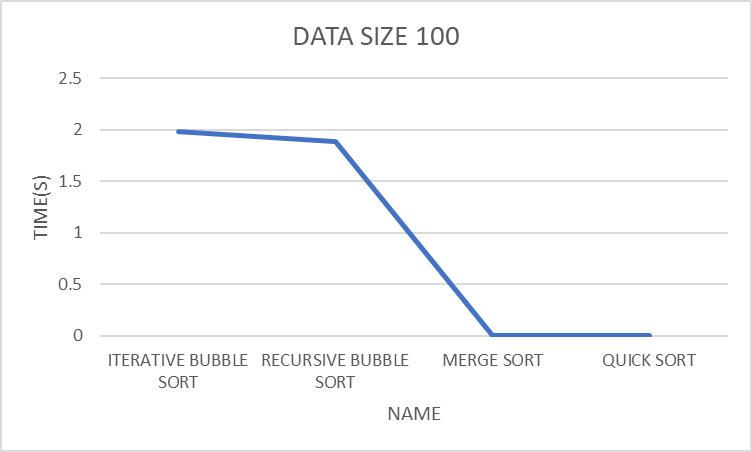 DATA SIZE 100
2.5
2
1.5
1
0.5
0
TIME(S)
ITERATIVE BUBBLE SORT
RECURSIVE BUBBLE SORT
MERGE SORT
QUICK SORT
NAME